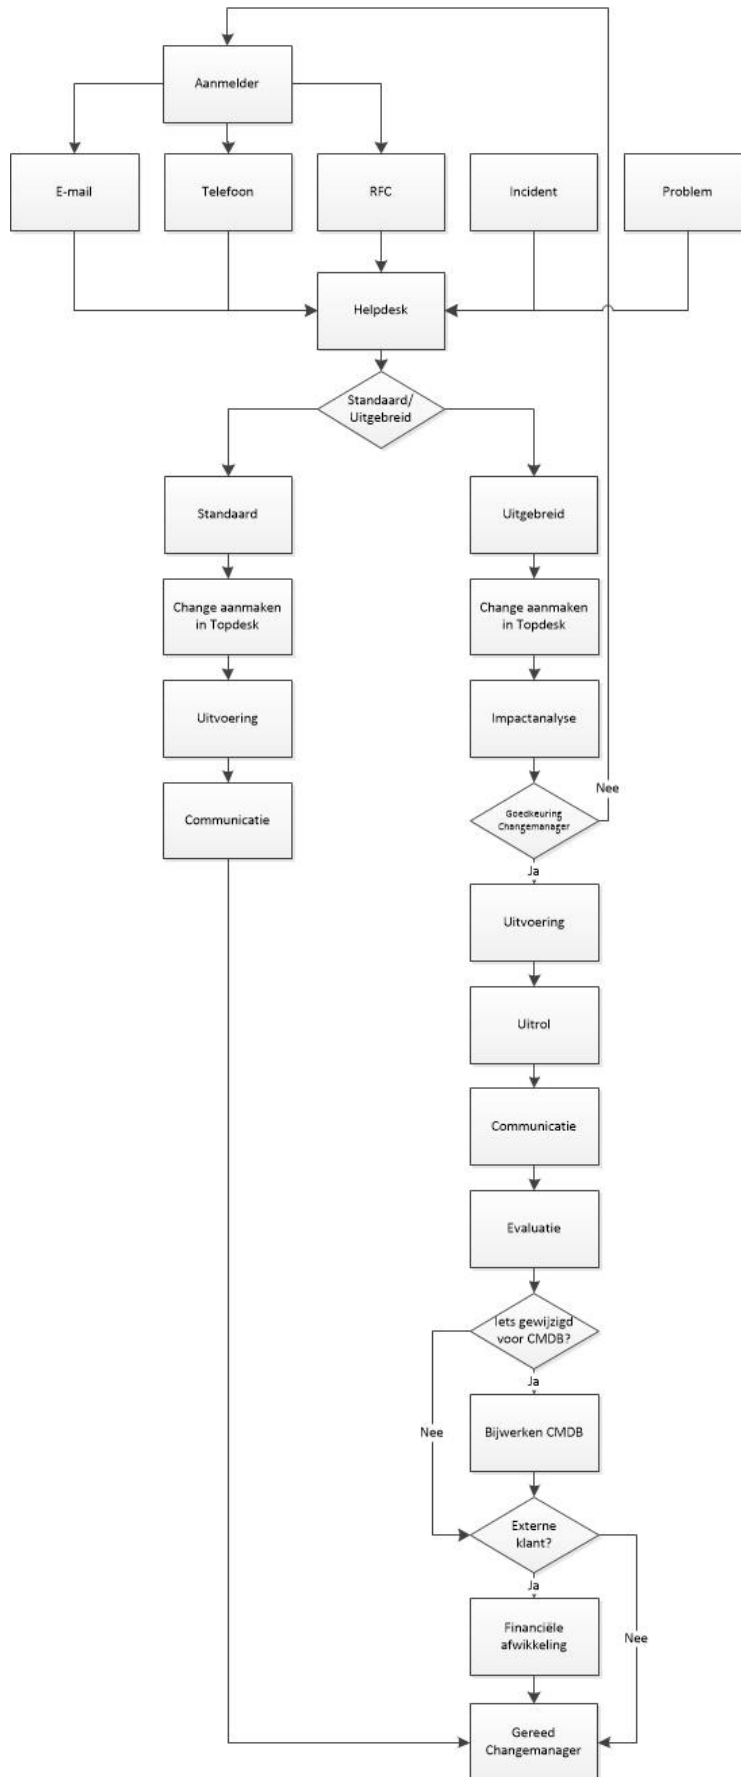 Aanmelder
E-mail
Telefoon
RFC
Incident
Problem
Helpdesk
Standaard/
Uitgebreid
Standaard
Uitgebreid
Change aanmaken
in Topdesk
Change aanmaken
in Topdesk
Uitvoering
Impactanalyse
Nee
Communicatie
Goedkeuring
Changemanager
Ja
Uitvoering
Uitrol
Communicatie
Evaluatie
Iets gewijzigd
voor CMDB?
Ja
Nee
Bijwerken CMDB
Externe
klant?
Ja
Financiële
afwikkeling
Nee
Gereed
Changemanager